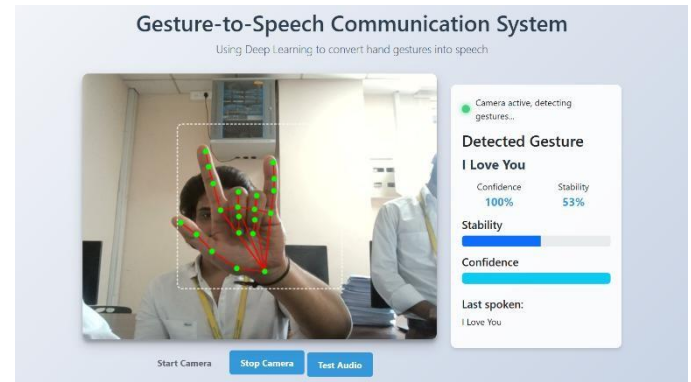 Gesture-to-Speech Communication System
Using Deep Learning to convert hand gestures into speech
Camera active, detecting
gestures...
Detected Gesture
I Love You
Confidence
Stability
100%
53%
Stability
Confidence
Last spoken:
I Love You
Start Camera
Stop Camera
Test Audio